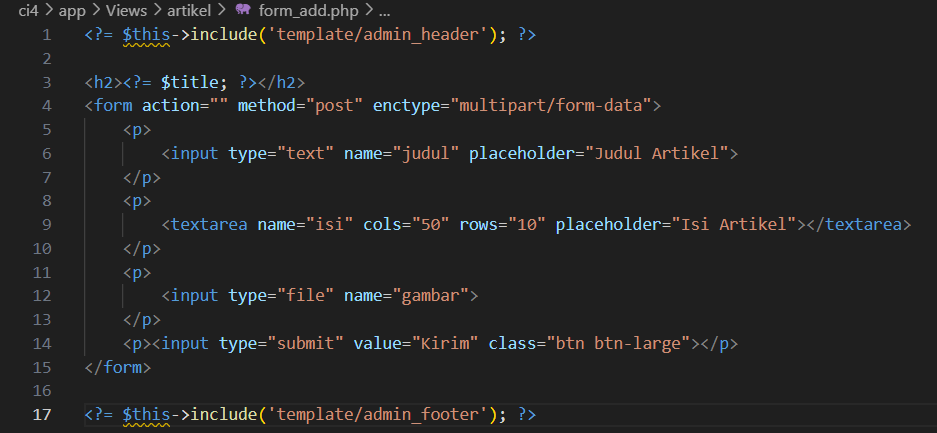 ci4 > app > Views > artikel > form_add.php > ...
1 <?= $this->include('template/admin_header'); ?>
2
3 <h2><?= $title; ?></h2>
4 <form action="" method="post" enctype="multipart/form-data">
5 <p>
6 <input type="text" name="judul" placeholder="Judul Artikel">
7 </p>
8 <p>
9 <textarea name="isi" cols="50" rows="10" placeholder="Isi Artikel"></textarea>
10 </p>
11 <p>
12 <input type="file" name="gambar">
13 </p>
14 <p><input type="submit" value="Kirim" class="btn btn-large"></p>
15 </form>
16
17 <?= $this->include('template/admin_footer'); ?>